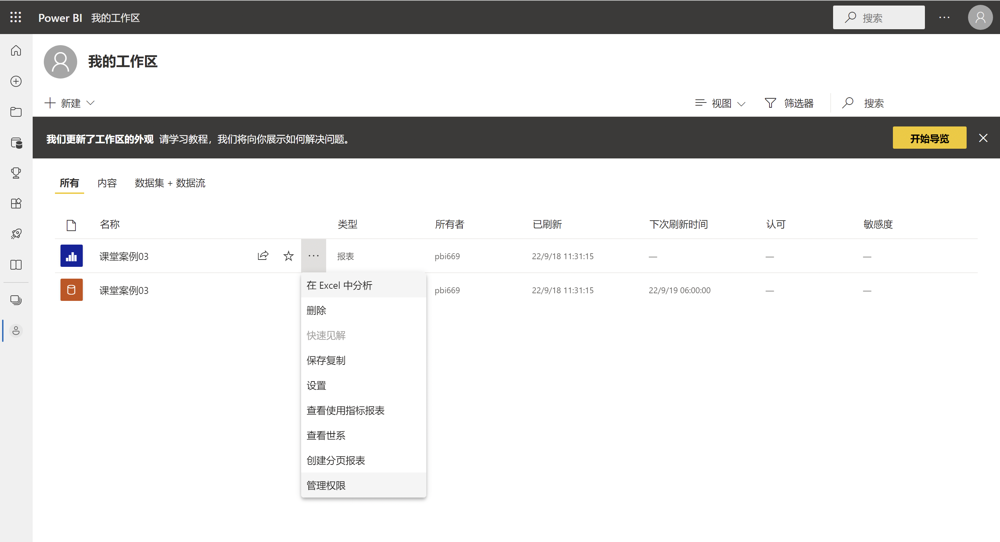 Power BI 我的工作区 搜索 ···
我的工作区
新建 视图 筛选器 搜索
我们更新了工作区的外观 请学习教程，我们将向你展示如何解决问题。 开始导览
所有 内容 数据集 + 数据流
名称 类型 所有者 已刷新 下次刷新时间 认可 敏感度
课堂案例03 ··· 报表 pbi669 22/9/18 11:31:15 — — —
课堂案例03 pbi669 22/9/18 11:31:15 22/9/19 06:00:00 — —
在 Excel 中分析
删除
快速见解
保存复制
设置
查看使用指标报表
查看世系
创建分页报表
管理权限